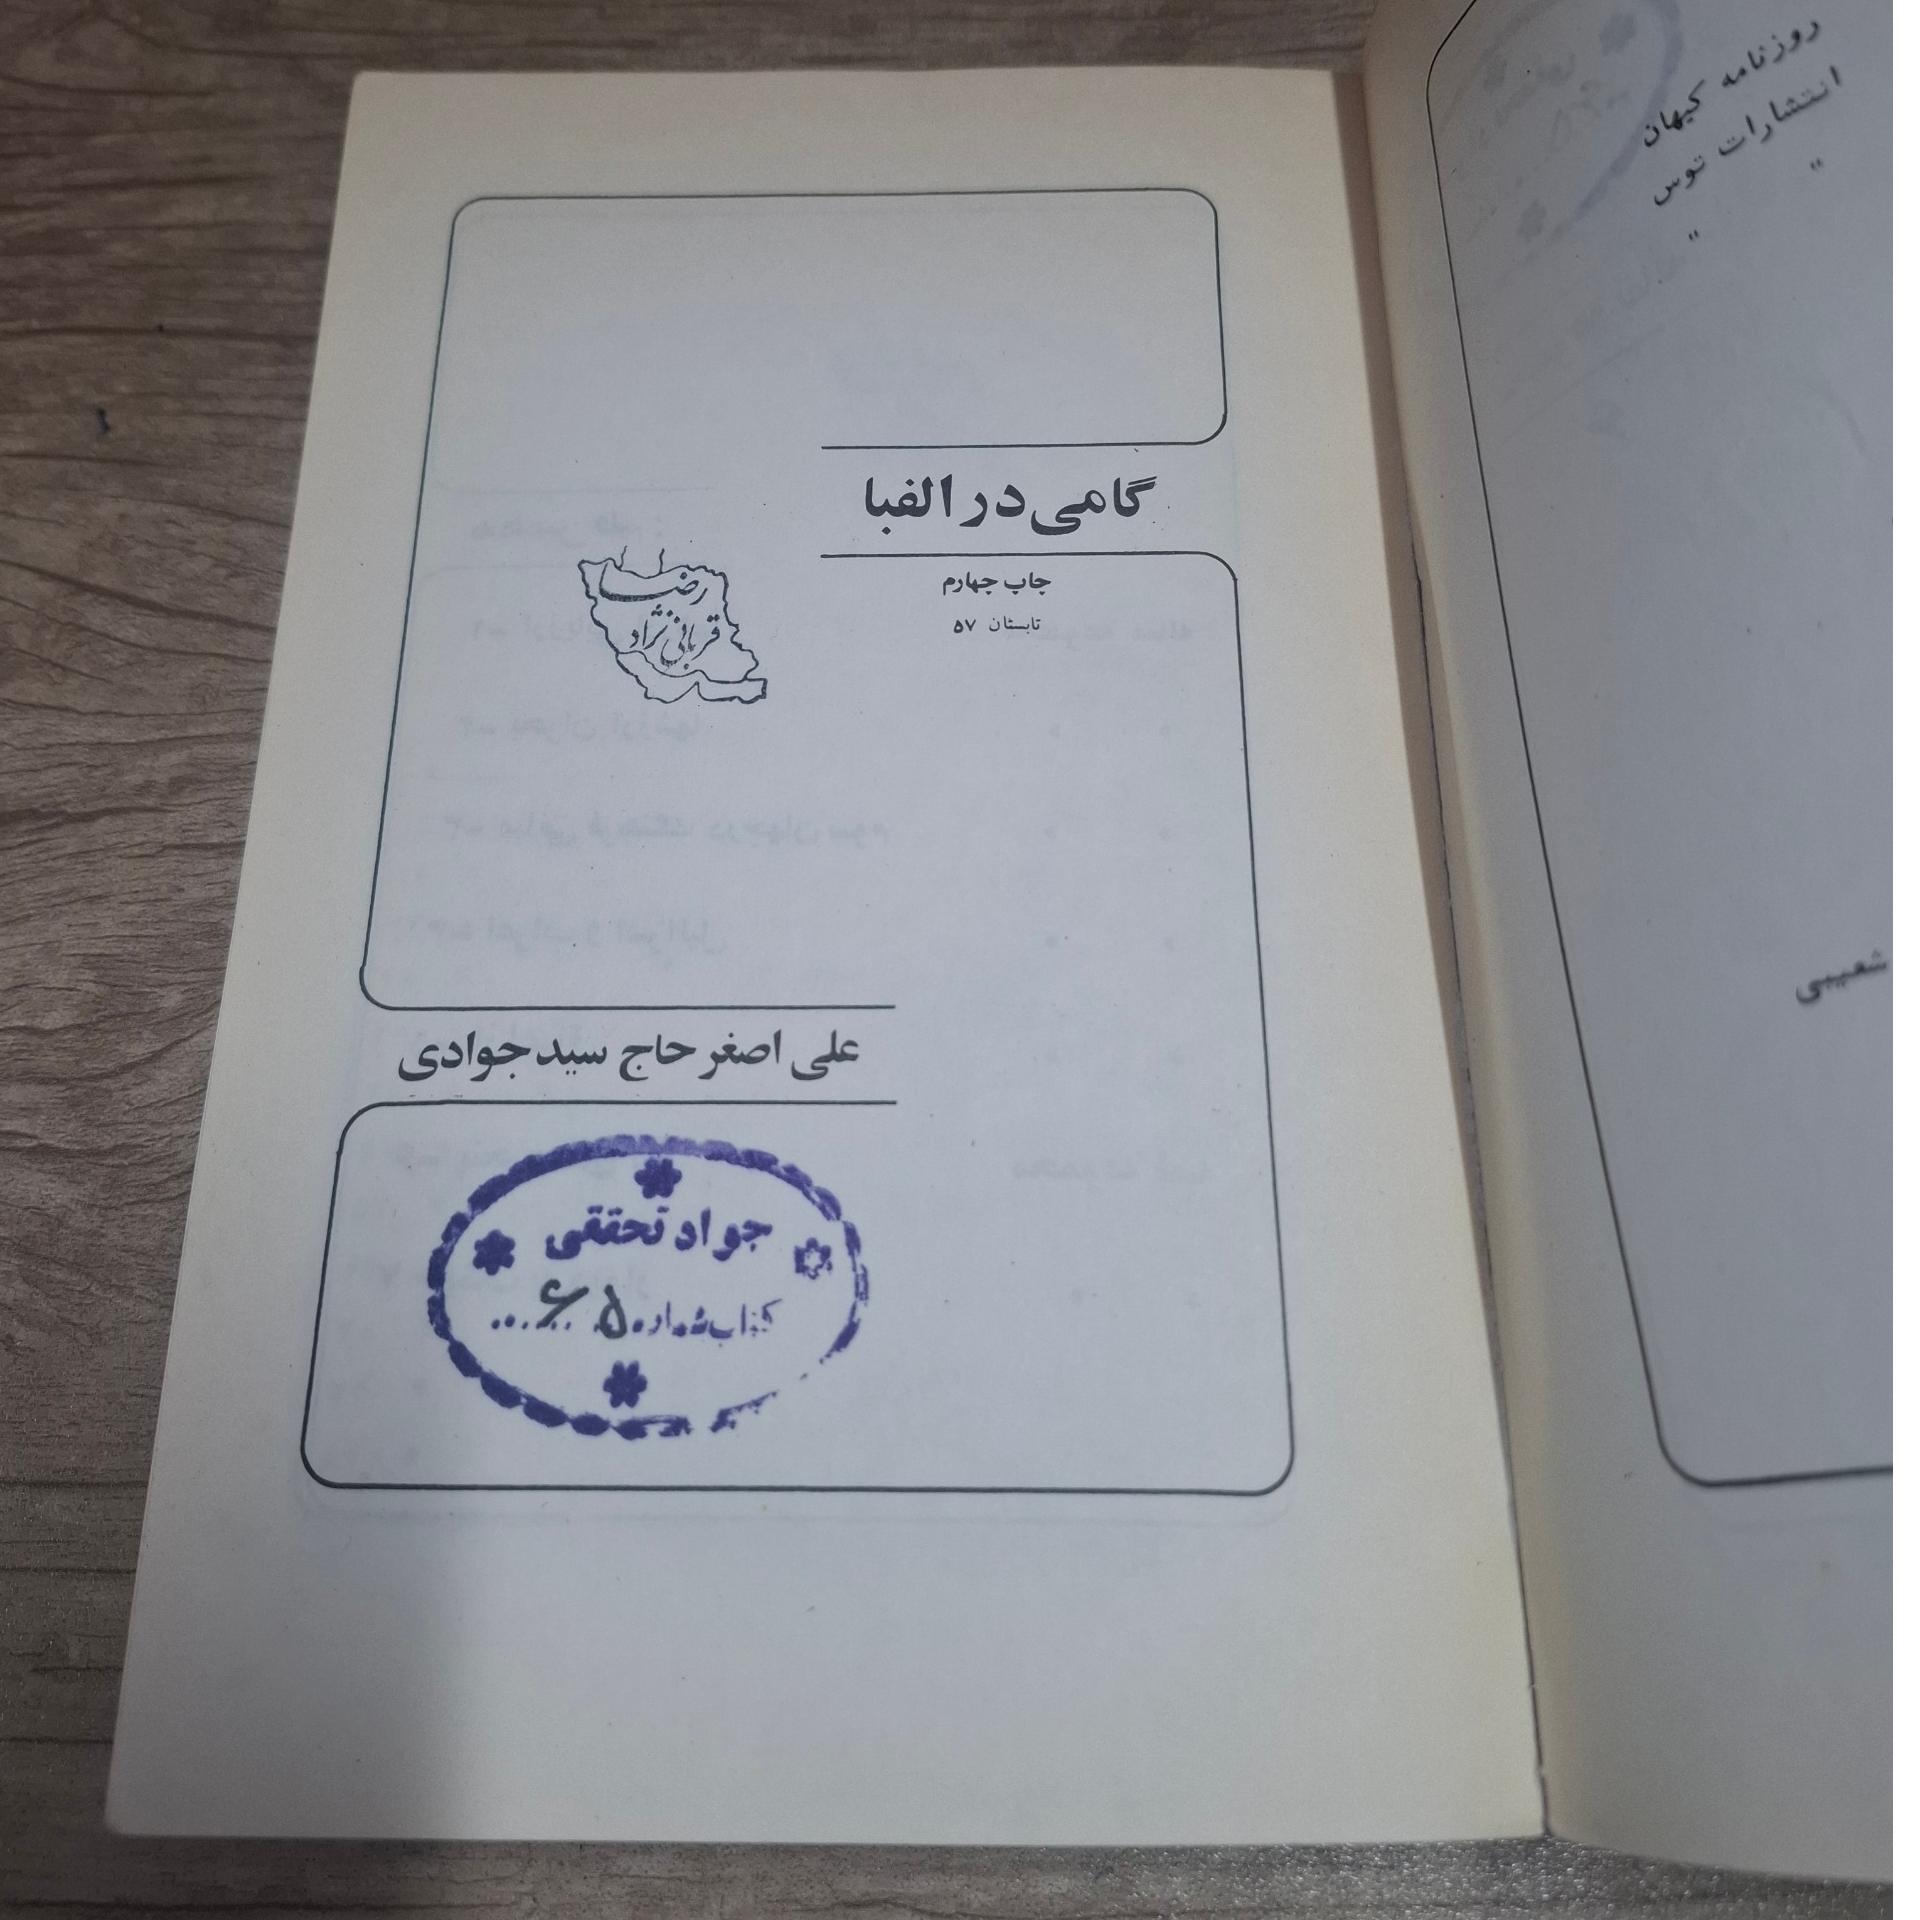 گامی در الفبا
چاپ چهارم
تابستان ۵۷
رضا
قربانی نژاد
علی اصغر حاج سید جوادی
جواد تحققی
کتاب شماره ۶۵
روزنامه کیهان
انتشارات توس
" "
شعیبی